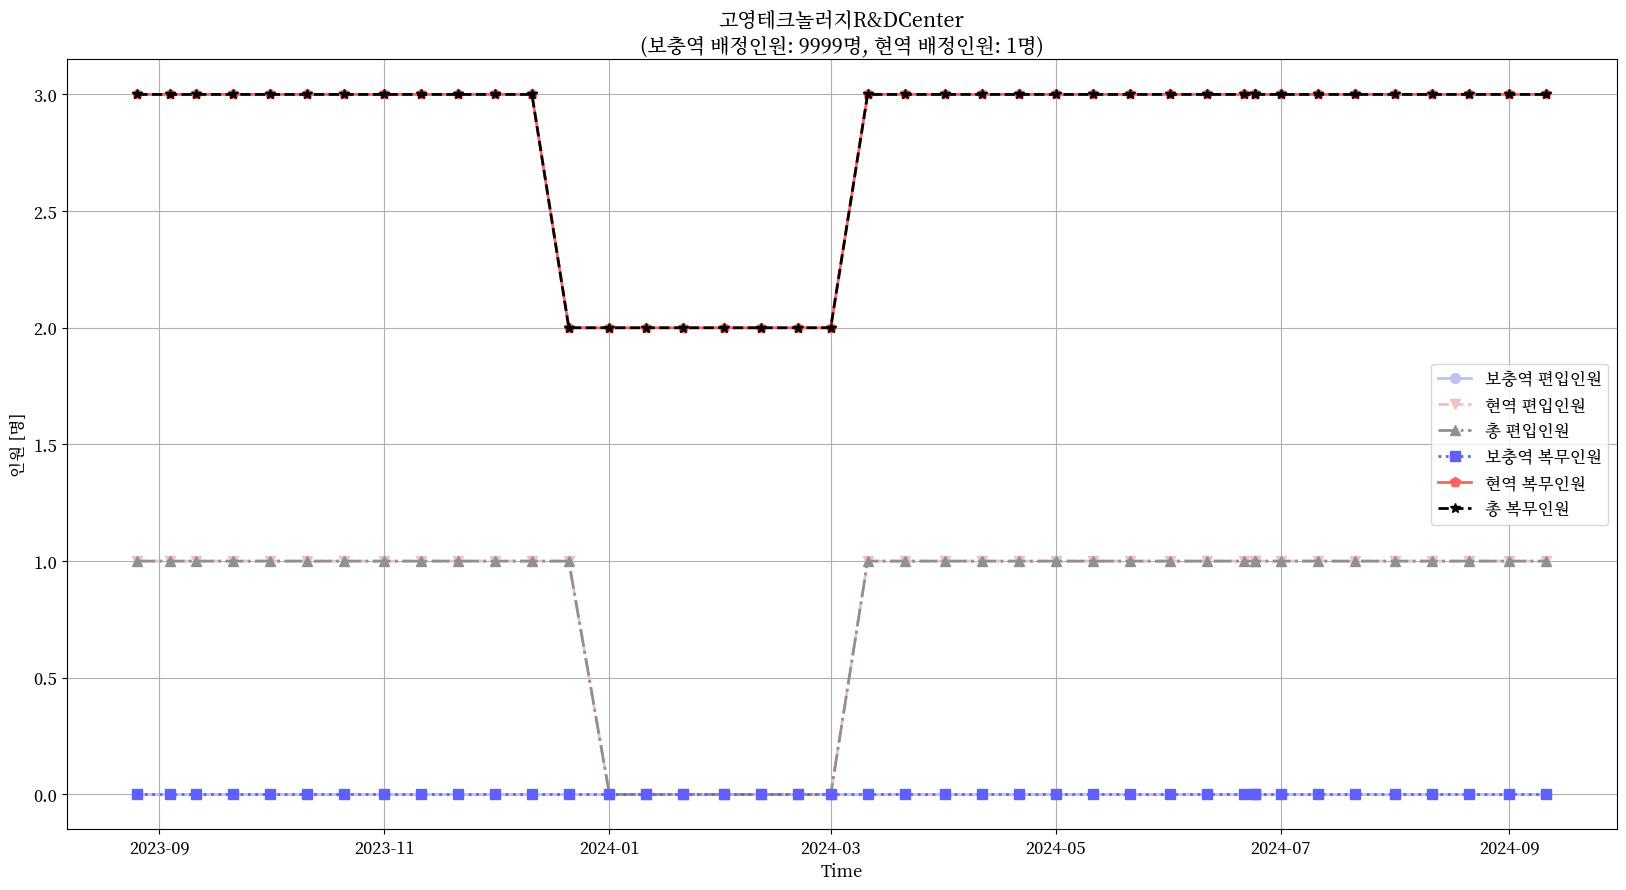 고영테크놀러지R&DCenter
(보충역 배정인원: 9999명, 현역 배정인원: 1명)
3.0
2.5
2.0
1.5
1.0
0.5
0.0
인원 [명]
보충역 편입인원
현역 편입인원
총 편입인원
보충역 복무인원
현역 복무인원
총 복무인원
2023-09
2023-11
2024-01
2024-03
2024-05
2024-07
2024-09
Time